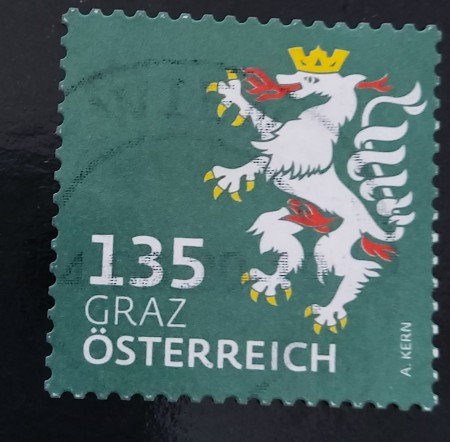 135
GRAZ
ÖSTERREICH
A. KERN